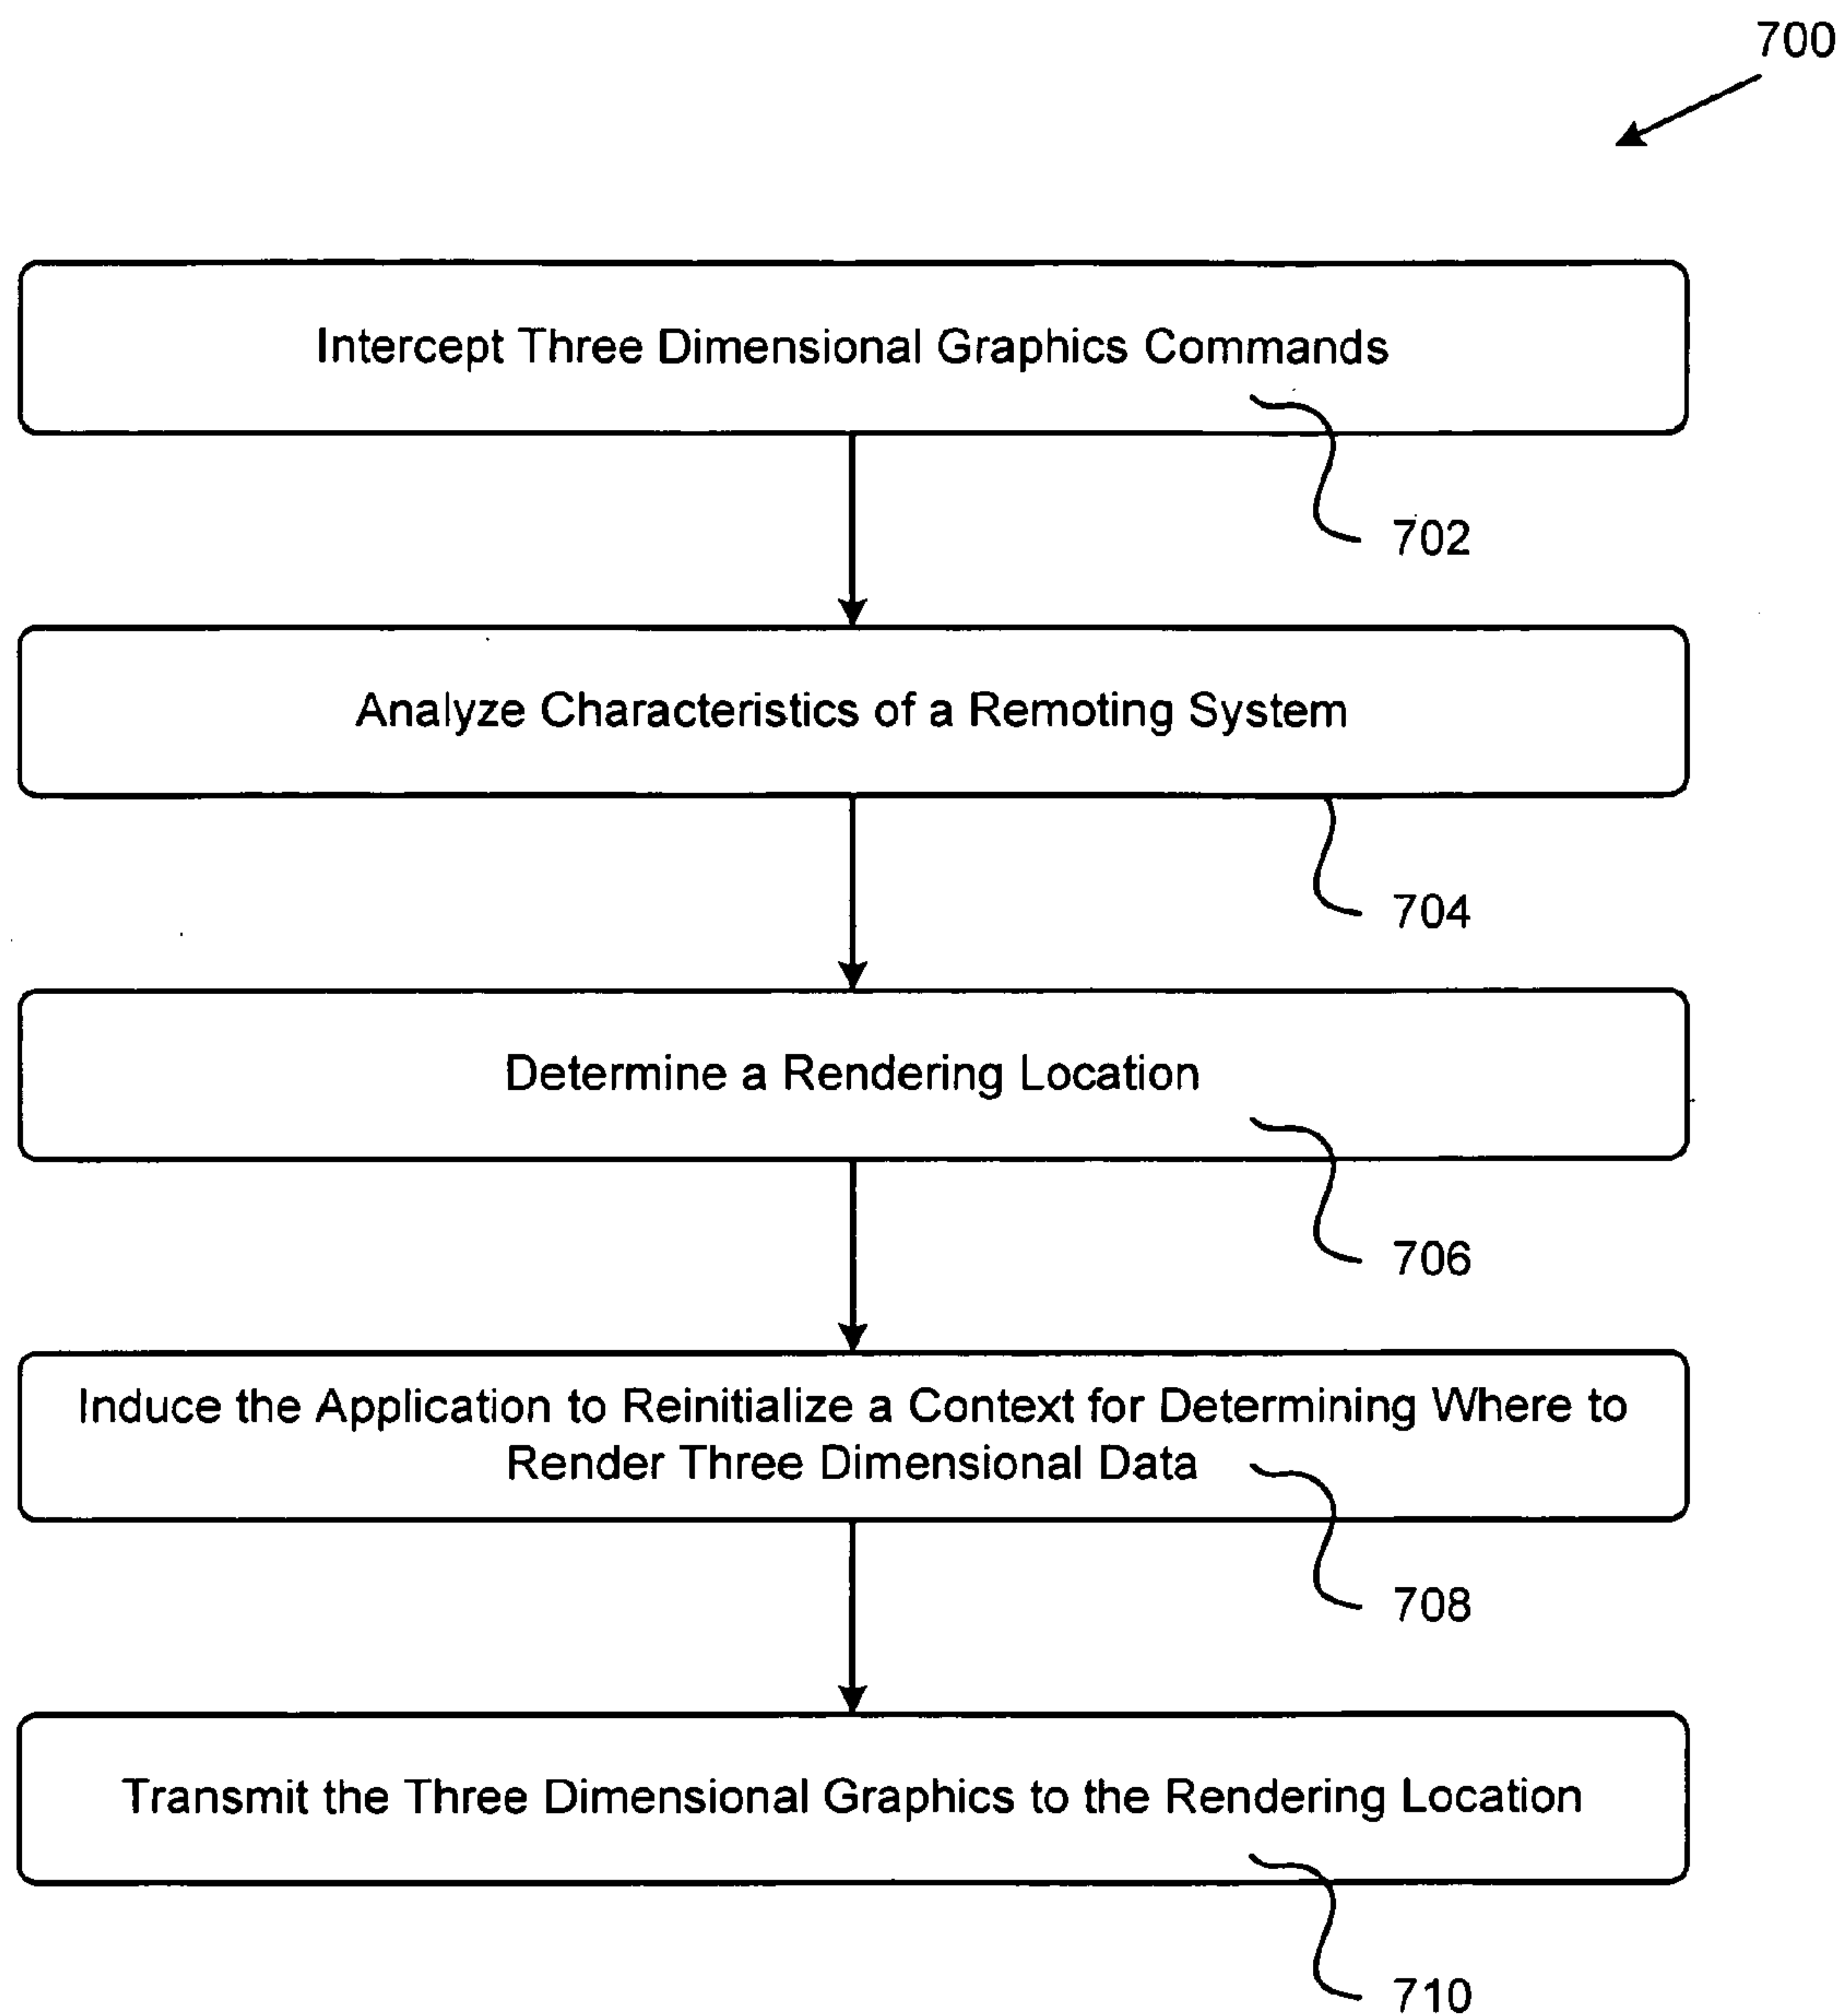 700
Intercept Three Dimensional Graphics Commands
702
Analyze Characteristics of a Remoting System
704
Determine a Rendering Location
706
Induce the Application to Reinitialize a Context for Determining Where to
Render Three Dimensional Data
708
Transmit the Three Dimensional Graphics to the Rendering Location
710